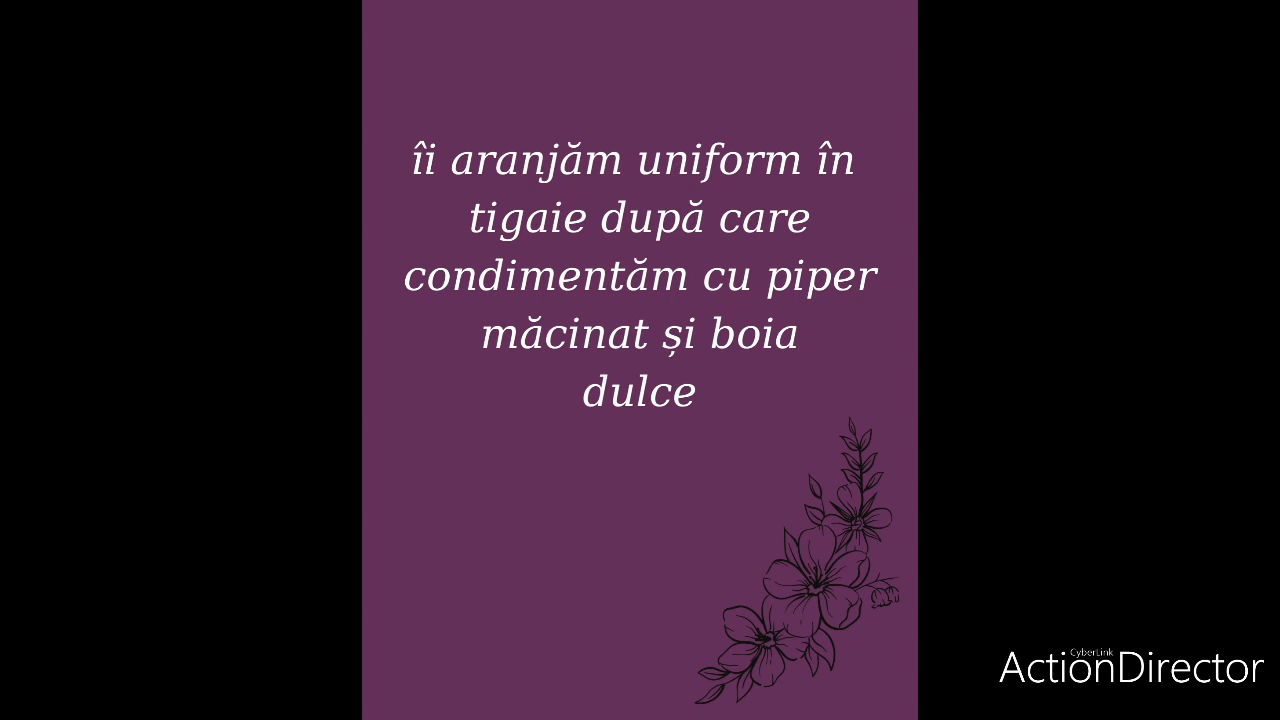 îi aranjăm uniform în
tigaie după care
condimentăm cu piper
măcinat și boia
dulce
CyberLink
ActionDirector